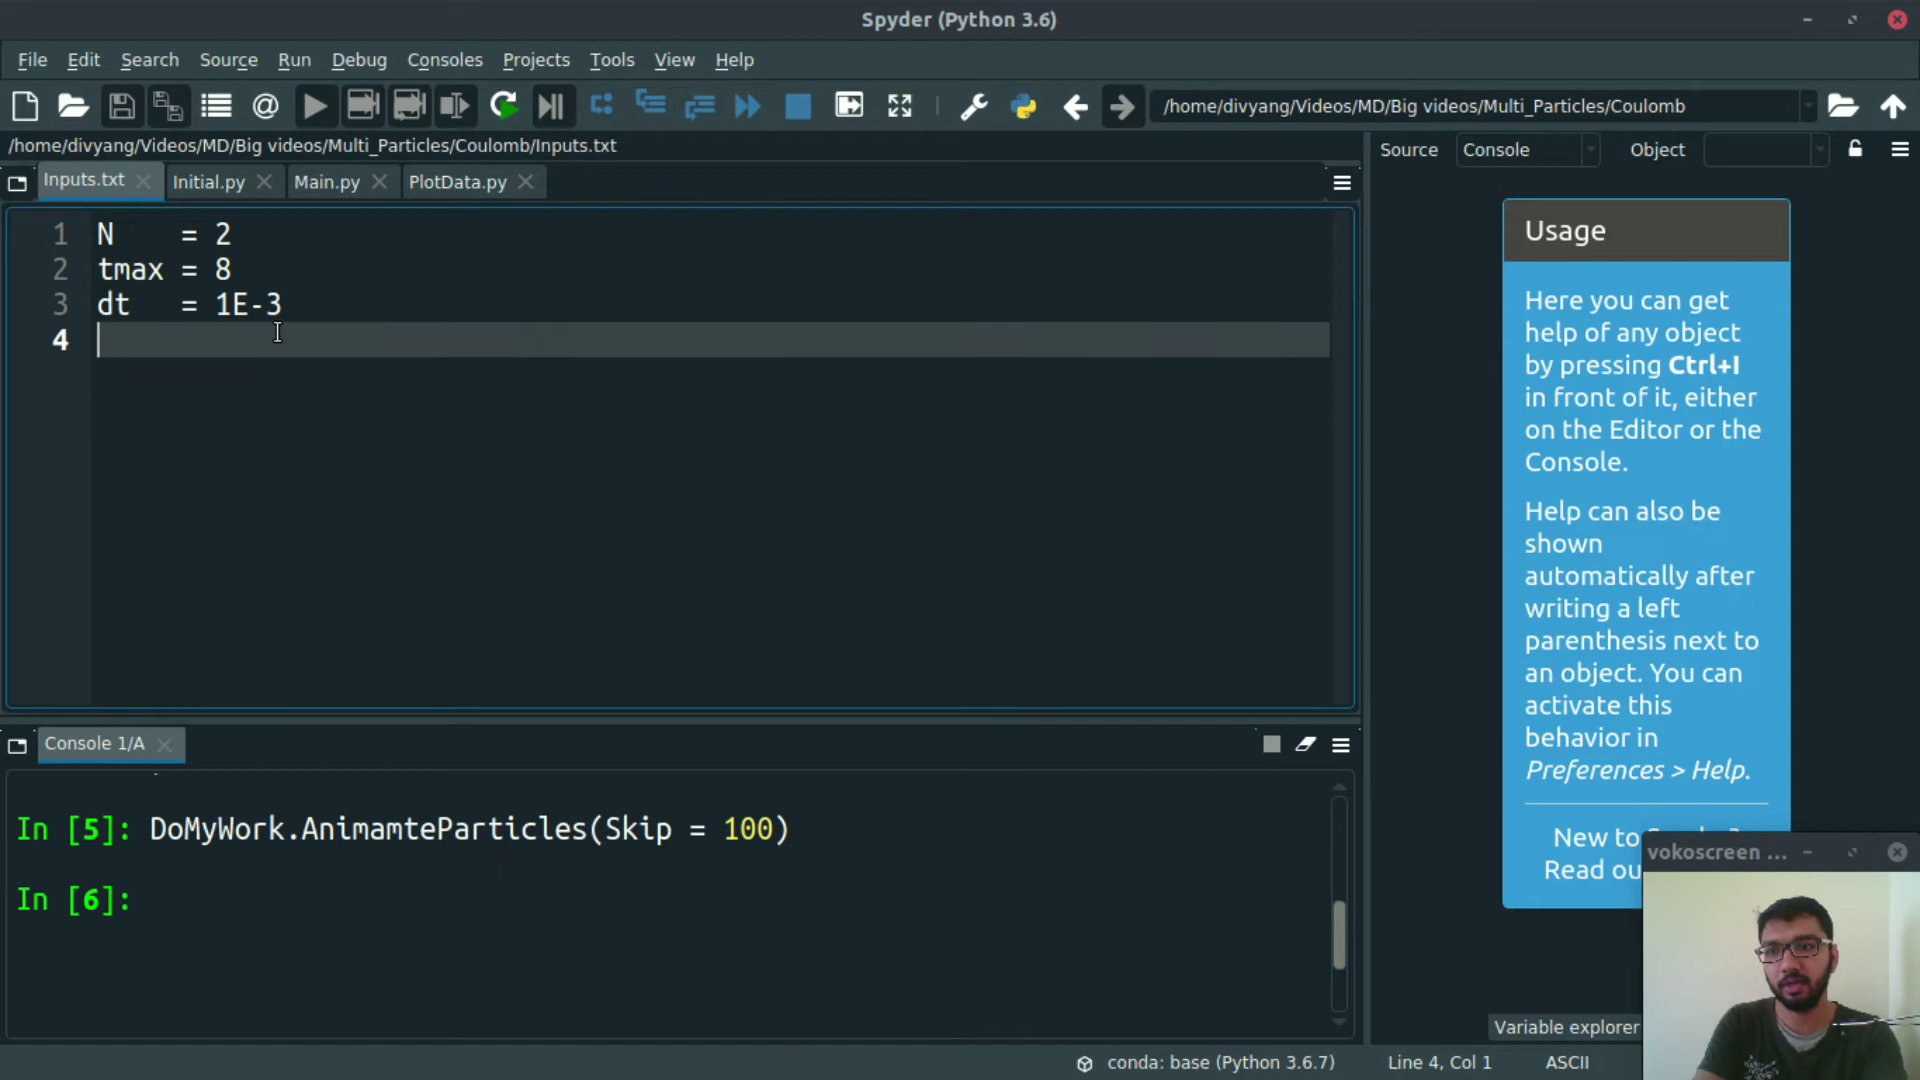 Spyder (Python 3.6)
File Edit Search Source Run Debug Consoles Projects Tools View Help
/home/divyang/Videos/MD/Big videos/Multi_Particles/Coulomb
/home/divyang/Videos/MD/Big videos/Multi_Particles/Coulomb/Inputs.txt
Source Console Object
Inputs.txt Initial.py Main.py PlotData.py
1 N = 2
2 tmax = 8
3 dt = 1E-3
4
Usage
Here you can get
help of any object
by pressing Ctrl+I
in front of it, either
on the Editor or the
Console.
Help can also be
shown
automatically after
writing a left
parenthesis next to
an object. You can
activate this
behavior in
Preferences > Help.
New to
Read ou
Console 1/A
In [5]: DoMyWork.AnimamteParticles(Skip = 100)
In [6]:
vokoscreen ...
Variable explorer
conda: base (Python 3.6.7) Line 4, Col 1 ASCII